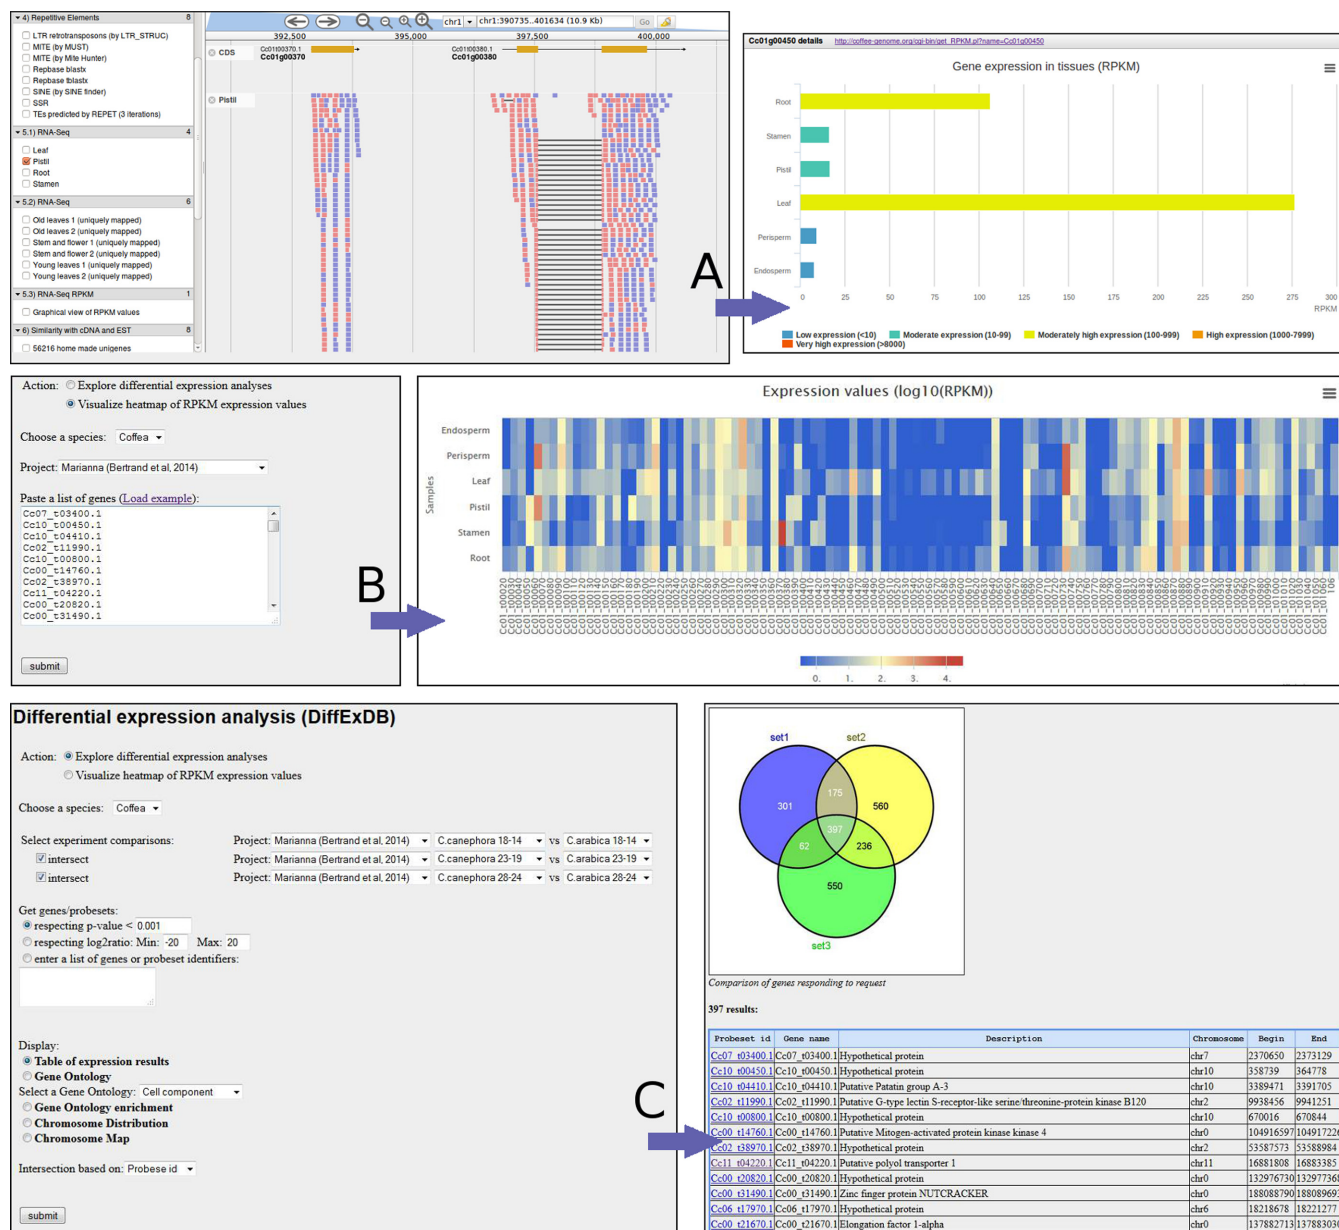 4) Repetitive Elements 8
LTR retrotransposons (by LTR_STRUC)
MITE (by MUST)
MITE (by Mite Hunter)
Repbase blastx
Repbase tblastx
SINE (by SINE finder)
SSR
TEs predicted by REPET (3 iterations)
5.1) RNA-Seq 4
Leaf
Pistil
Root
Stamen
5.2) RNA-Seq 6
Old leaves 1 (uniquely mapped)
Old leaves 2 (uniquely mapped)
Stem and flower 1 (uniquely mapped)
Stem and flower 2 (uniquely mapped)
Young leaves 1 (uniquely mapped)
Young leaves 2 (uniquely mapped)
5.3) RNA-Seq RPKM 1
Graphical view of RPKM values
6) Similarity with cDNA and EST 8
56216 home made unigenes
chr1 chr1:390735..401634 (10.9 Kb) Go
392,500 395,000 397,500 400,000
CDS
Cc01t00370.1
Cc01g00370
Cc01t00380.1
Cc01g00380
Pistil
A
Cc01g00450 details http://coffee-genome.org/cgi-bin/get_RPKM.pl?name=Cc01g00450
Gene expression in tissues (RPKM)
Root
Stamen
Pistil
Leaf
Perisperm
Endosperm
0 25 50 75 100 125 150 175 200 225 250 275 300
RPKM
Low expression (<10) Moderate expression (10-99) Moderately high expression (100-999) High expression (1000-7999)
Very high expression (>8000)
Action: Explore differential expression analyses
Visualize heatmap of RPKM expression values
Choose a species: Coffea
Project: Marianna (Bertrand et al, 2014)
Paste a list of genes (Load example):
Cc07_t03400.1
Cc10_t00450.1
Cc10_t04410.1
Cc02_t11990.1
Cc10_t00800.1
Cc00_t14760.1
Cc02_t38970.1
Cc11_t04220.1
Cc00_t20820.1
Cc00_t31490.1
submit
B
Expression values (log10(RPKM))
Samples
Endosperm
Perisperm
Leaf
Pistil
Stamen
Root
0. 1. 2. 3. 4.
Differential expression analysis (DiffExDB)
Action: Explore differential expression analyses
Visualize heatmap of RPKM expression values
Choose a species: Coffea
Select experiment comparisons: Project: Marianna (Bertrand et al, 2014) C.canephora 18-14 vs C.arabica 18-14
intersect Project: Marianna (Bertrand et al, 2014) C.canephora 23-19 vs C.arabica 23-19
intersect Project: Marianna (Bertrand et al, 2014) C.canephora 28-24 vs C.arabica 28-24
Get genes/probesets:
respecting p-value < 0.001
respecting log2ratio: Min: -20 Max: 20
enter a list of genes or probeset identifiers:
Display:
Table of expression results
Gene Ontology
Select a Gene Ontology: Cell component
Gene Ontology enrichment
Chromosome Distribution
Chromosome Map
Intersection based on: Probese id
submit
C
set1 set2
175
301 560
397
62 236
550
set3
Comparison of genes responding to request
397 results:
Probeset id Gene name Description Chromosome Begin End
Cc07_t03400.1 Cc07_t03400.1 Hypothetical protein chr7 2370650 2373129
Cc10_t00450.1 Cc10_t00450.1 Hypothetical protein chr10 358739 364778
Cc10_t04410.1 Cc10_t04410.1 Putative Patatin group A-3 chr10 3389471 3391705
Cc02_t11990.1 Cc02_t11990.1 Putative G-type lectin S-receptor-like serine/threonine-protein kinase B120 chr2 9938456 9941251
Cc10_t00800.1 Cc10_t00800.1 Hypothetical protein chr10 670016 670844
Cc00_t14760.1 Cc00_t14760.1 Putative Mitogen-activated protein kinase kinase 4 chr0 104916597 104917226
Cc02_t38970.1 Cc02_t38970.1 Hypothetical protein chr2 53587573 53588984
Cc11_t04220.1 Cc11_t04220.1 Putative polyol transporter 1 chr11 16881808 16883385
Cc00_t20820.1 Cc00_t20820.1 Hypothetical protein chr0 132976730 132977368
Cc00_t31490.1 Cc00_t31490.1 Zinc finger protein NUTCRACKER chr0 188088790 188089693
Cc06_t17970.1 Cc06_t17970.1 Hypothetical protein chr6 18218678 18221277
Cc00_t21670.1 Cc00_t21670.1 Elongation factor 1-alpha chr0 137882713 137883030